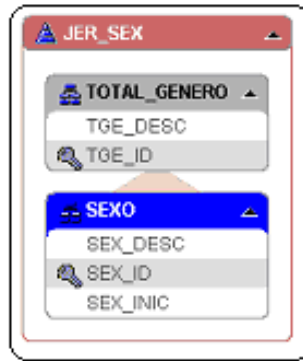 JER_SEX
TOTAL_GENERO
TGE_DESC
TGE_ID
SEXO
SEX_DESC
SEX_ID
SEX_INIC